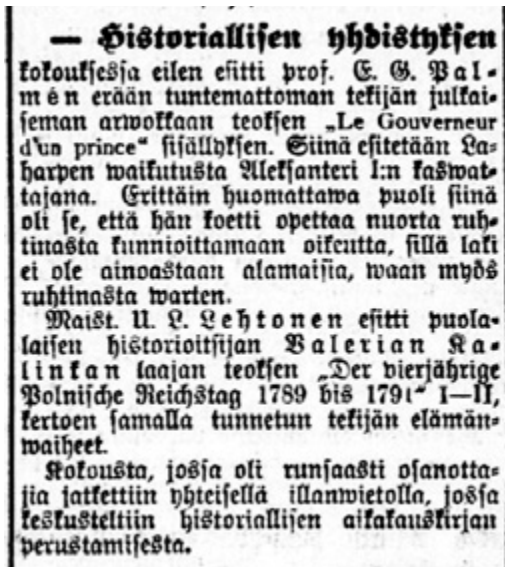 — Historiallisen yhdistyksen
kokouksessa eilen esitti prof. E. G. Pal-
mén erään tuntemattoman tekijän julkai-
seman arwokkaan teoksen „Le Gouverneur
d'un prince“ sisällyksen. Siinä esitetään La-
harpen waikutusta Aleksanteri I:n kaswat-
tajana. Erittäin huomattawa puoli siinä
oli se, että hän koetti opettaa nuorta ruh-
tinasta kunnioittamaan oikeutta, sillä laki
ei ole ainoastaan alamaisia, waan myös
ruhtinasta warten.
Maist. U. L. Lehtonen esitti puola-
laisen historioitsijan Valerian Ka-
linkan laajan teoksen „Der vierjährige
Polnische Reichstag 1789 bis 1791“ I—II,
kertoen samalla tunnetun tekijän elämän-
waiheet.
Kokousta, jossa oli runsaasti osanotta-
jia jatkettiin yhteisellä illanwietolla, jossa
keskusteltiin historiallisen aikakauskirjan
perustamisesta.